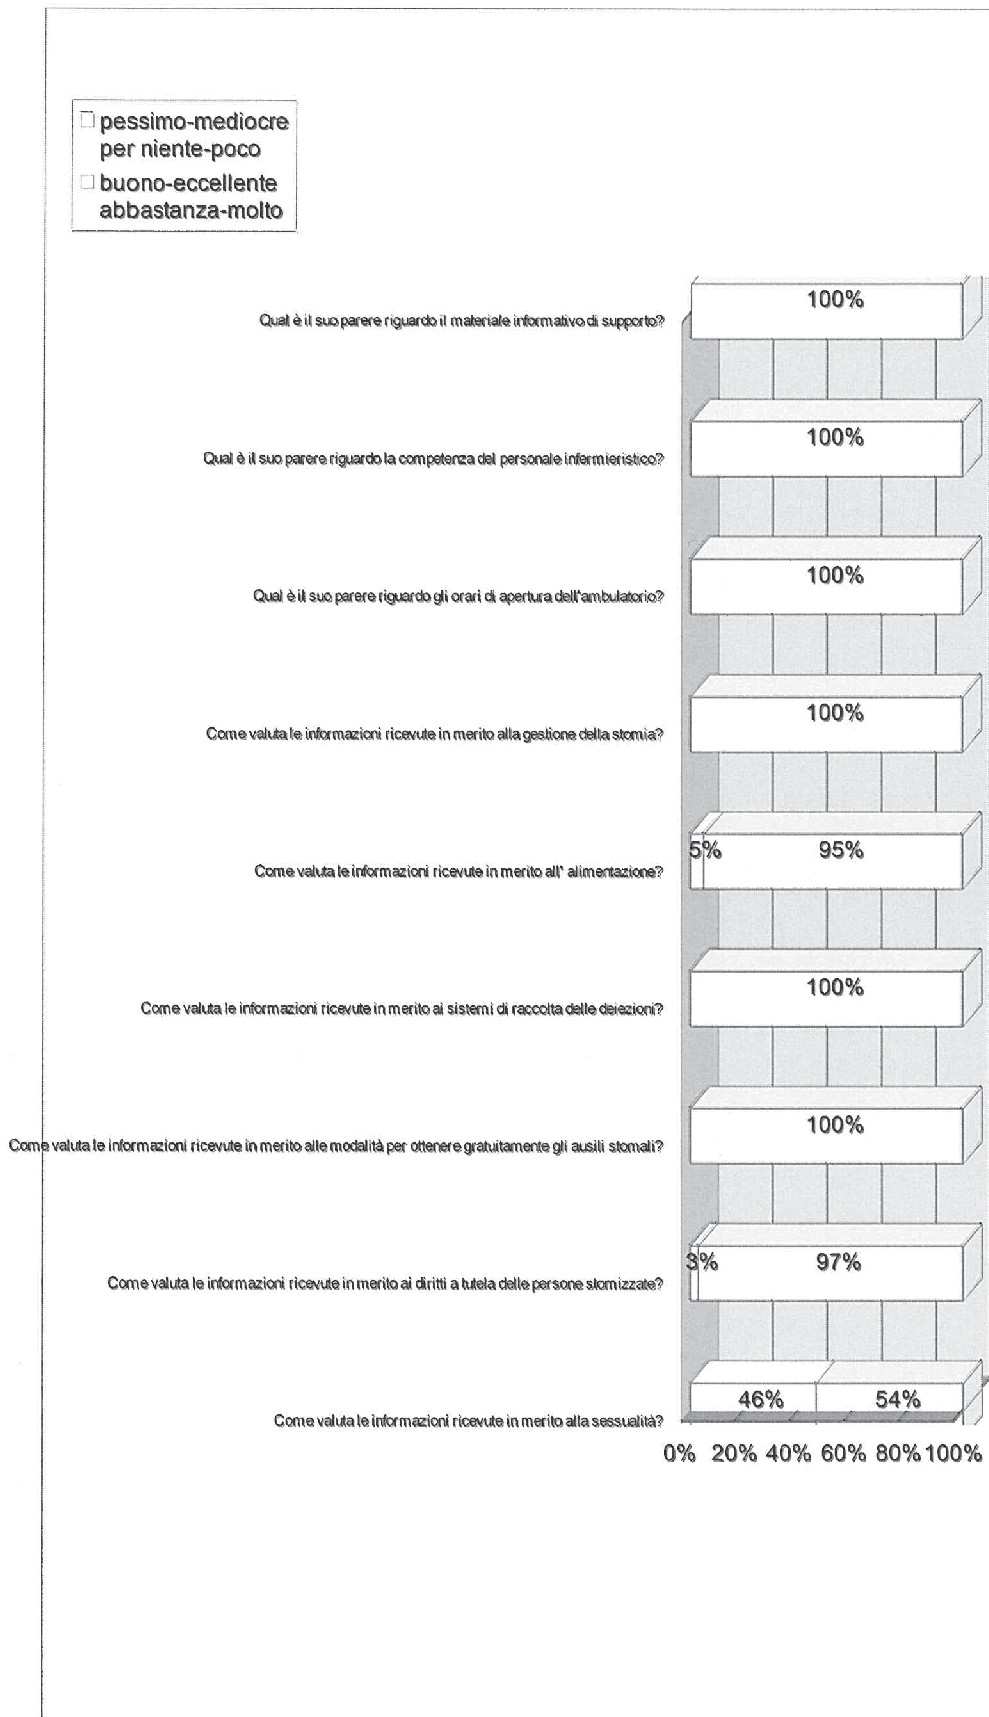 pessimo-mediocre
per niente-poco
buono-eccellente
abbastanza-molto
Qual è il suo parere riguardo il materiale informativo di supporto?
100%
Qual è il suo parere riguardo la competenza del personale infermieristico?
100%
Qual è il suo parere riguardo gli orari di apertura dell'ambulatorio?
100%
Come valuta le informazioni ricevute in merito alla gestione della stomia?
100%
Come valuta le informazioni ricevute in merito all' alimentazione?
5% 95%
Come valuta le informazioni ricevute in merito ai sistemi di raccolta delle deiezioni?
100%
Come valuta le informazioni ricevute in merito alle modalità per ottenere gratuitamente gli ausili stomali?
100%
Come valuta le informazioni ricevute in merito ai diritti a tutela delle persone stomizzate?
3% 97%
Come valuta le informazioni ricevute in merito alla sessualità?
46% 54%
0% 20% 40% 60% 80% 100%